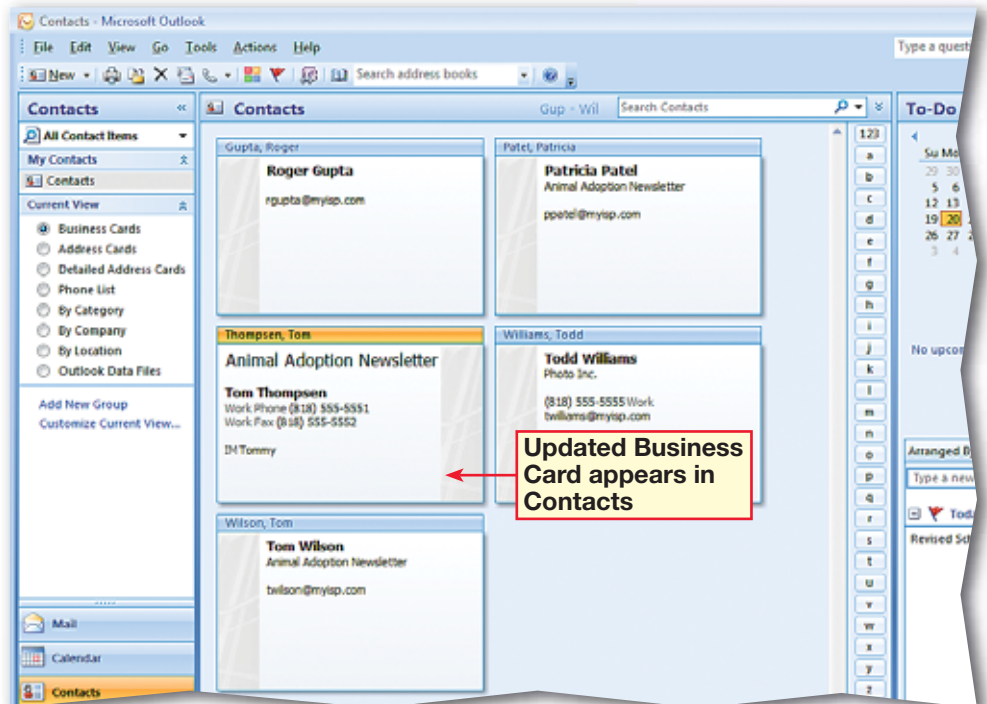 Contacts - Microsoft Outlook
File Edit View Go Tools Actions Help
Type a quest
New
Search address books
Contacts
All Contact Items
My Contacts
Contacts
Current View
Business Cards
Address Cards
Detailed Address Cards
Phone List
By Category
By Company
By Location
Outlook Data Files
Add New Group
Customize Current View...
Mail
Calendar
Contacts
Contacts
Gup - Wil
Search Contacts
Gupta, Roger
Roger Gupta
rgupta@myisp.com
Patel, Patricia
Patricia Patel
Animal Adoption Newsletter
ppatel@myisp.com
Thompsen, Tom
Animal Adoption Newsletter
Tom Thompsen
Work Phone (818) 555-5551
Work Fax (818) 555-5552
IM Tommy
Williams, Todd
Todd Williams
Photo Inc.
(818) 555-5555 Work
twilliams@myisp.com
Updated Business
Card appears in
Contacts
Wilson, Tom
Tom Wilson
Animal Adoption Newsletter
twilson@myisp.com
123
a
b
c
d
e
f
g
h
i
j
k
l
m
n
o
p
q
r
s
t
u
v
w
x
y
z
To-Do
Su Mo
29 30
5 6
12 13
19 20
26 27
3 4
No upcor
Arranged B
Type a new
Toda
Revised Sch